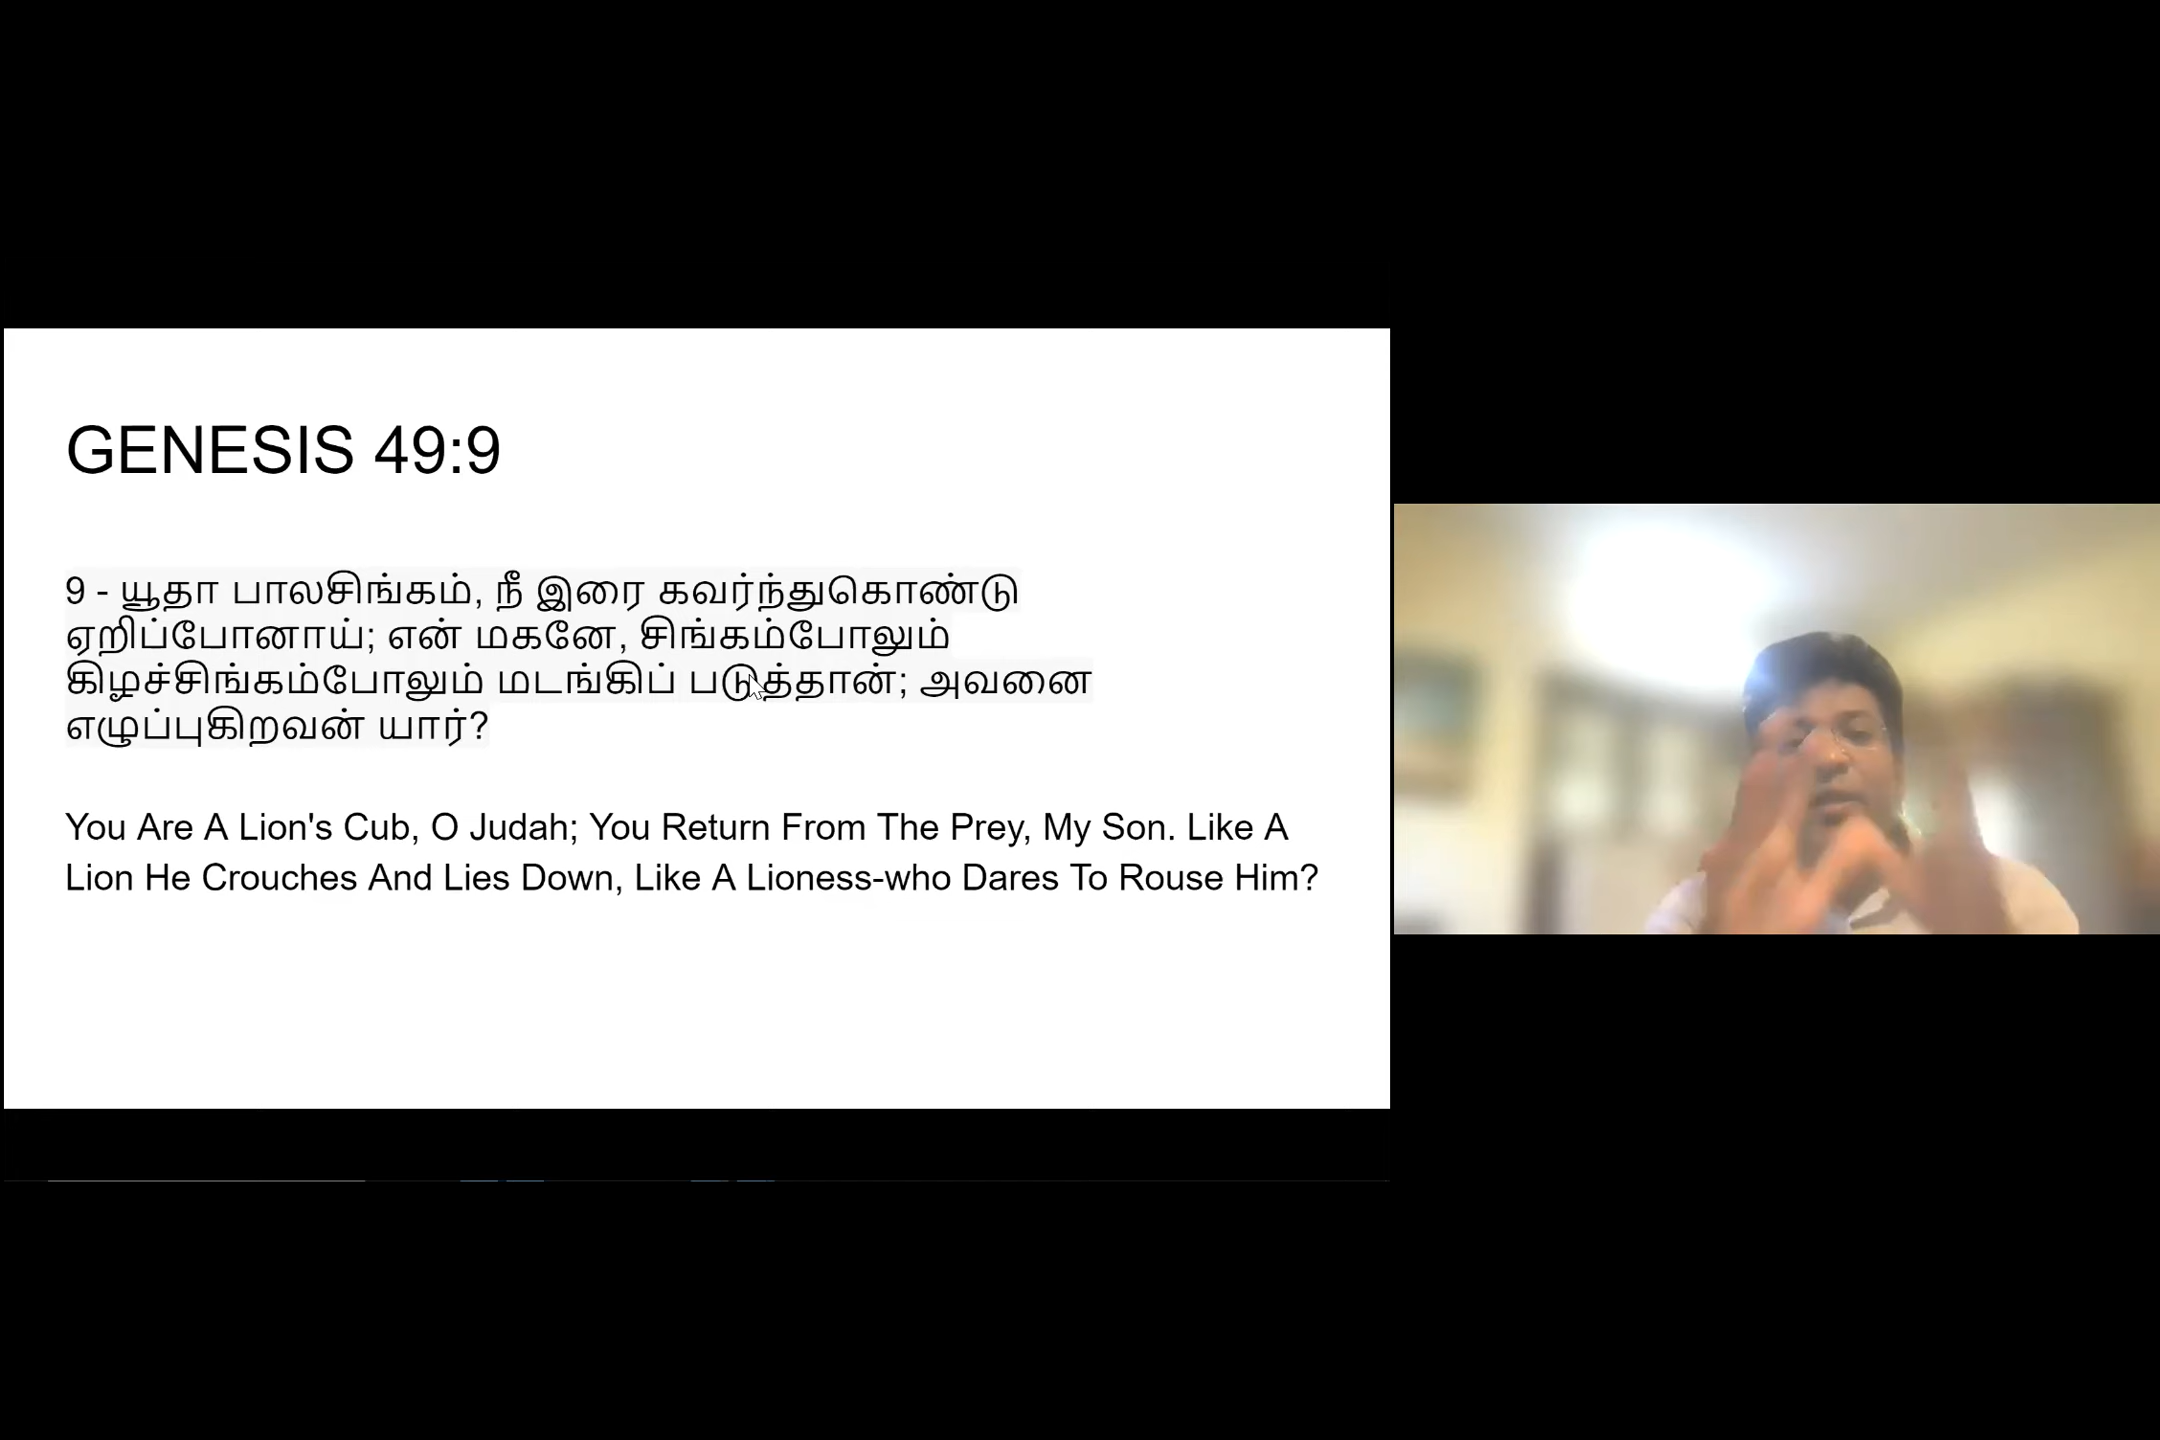 GENESIS 49:9
9 - யூதா பாலசிங்கம், நீ இரை கவர்ந்துகொண்டு
ஏறிப்போனாய்; என் மகனே, சிங்கம்போலும்
கிழச்சிங்கம்போலும் மடங்கிப் படுத்தான்; அவனை
எழுப்புகிறவன் யார்?
You Are A Lion's Cub, O Judah; You Return From The Prey, My Son. Like A
Lion He Crouches And Lies Down, Like A Lioness-who Dares To Rouse Him?